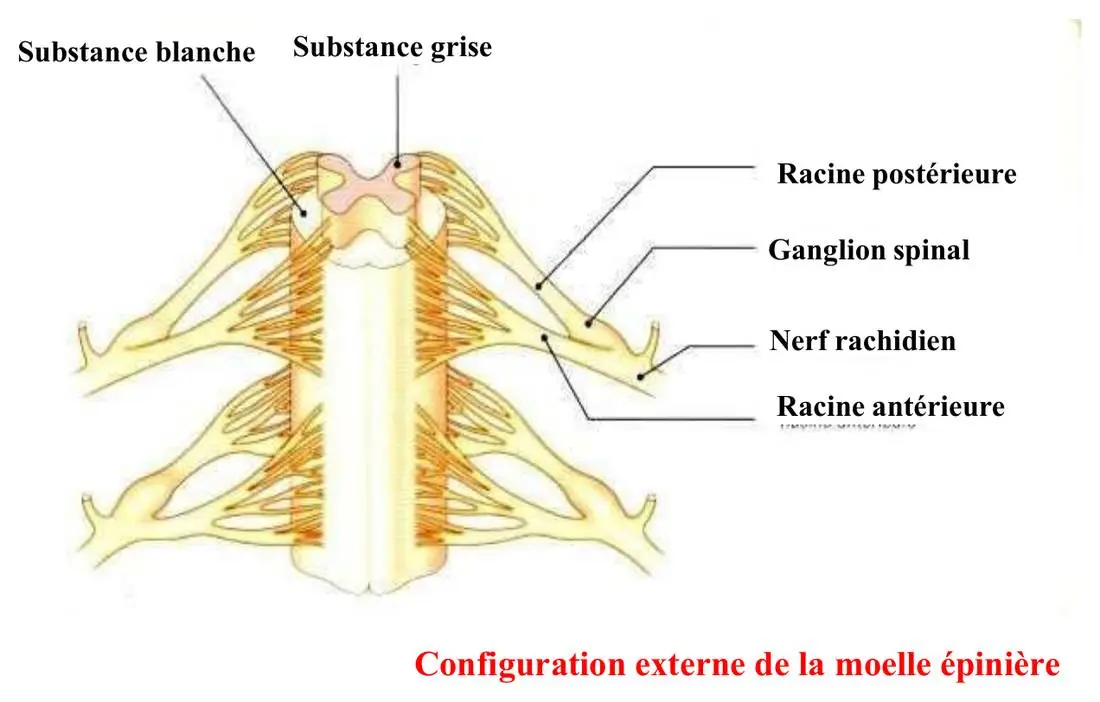 Substance blanche
Substance grise
Racine postérieure
Ganglion spinal
Nerf rachidien
Racine antérieure
Configuration externe de la moelle épinière